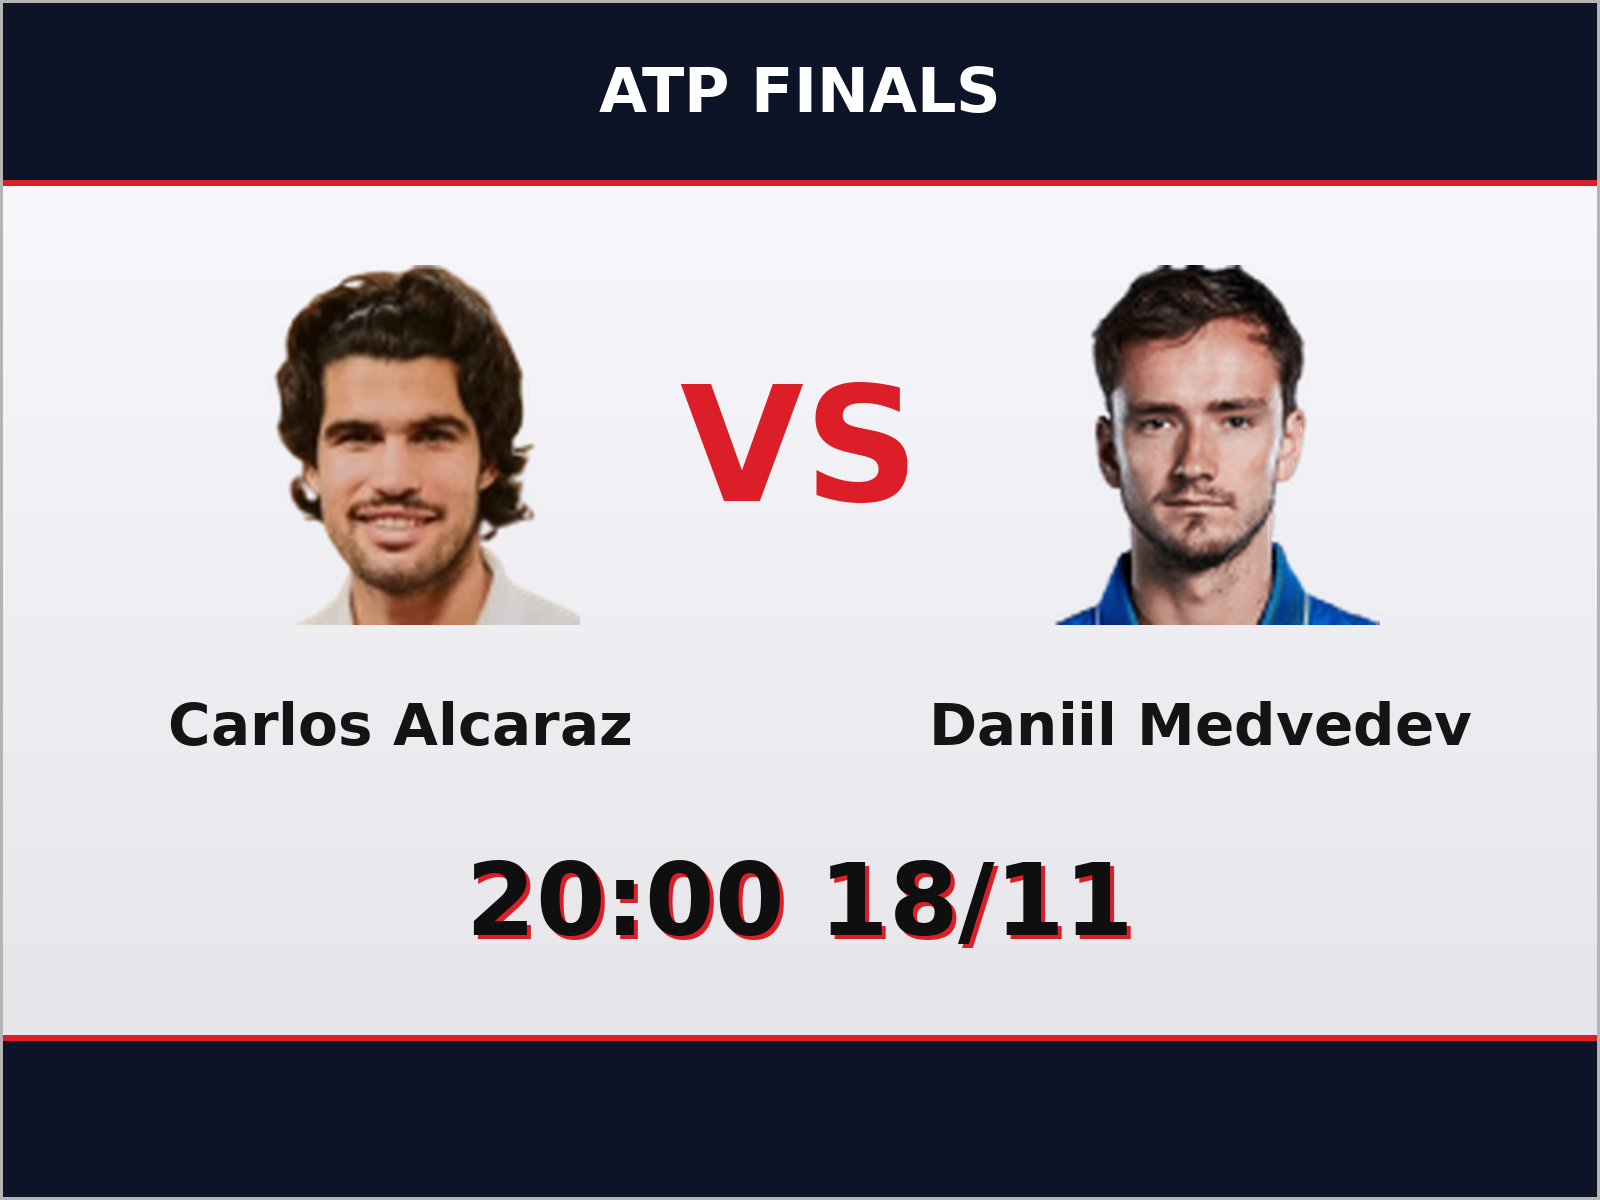 ATP FINALS
VS
Carlos Alcaraz
Daniil Medvedev
20:00 18/11